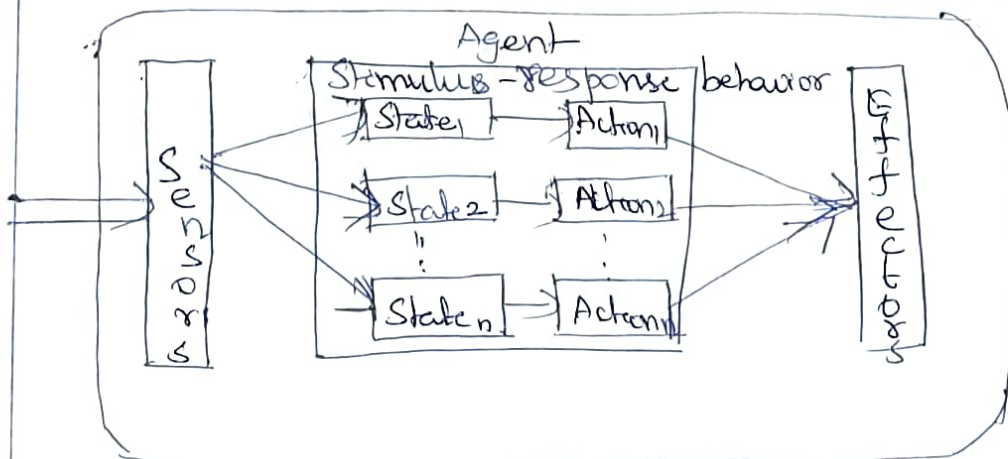 Agent
Stimulus-response behavior
State1
Action1
State2
Action2
Staten
Actionn
Sensors
Effectors